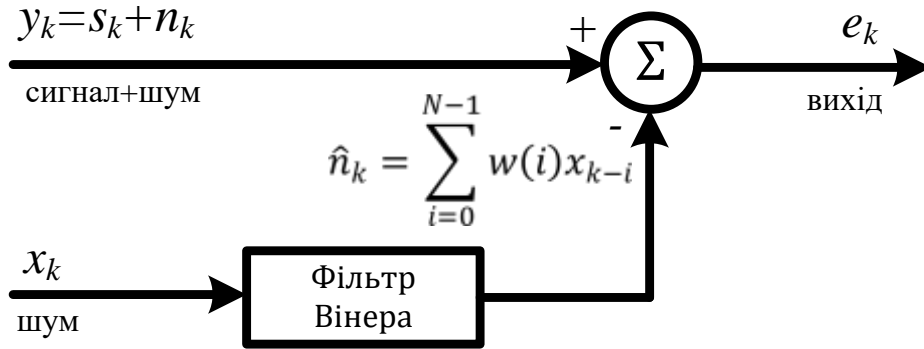 y_k=s_k+n_k
+
e_k
Σ
сигнал+шум
вихід
-
n̂_k = ∑_{i=0}^{N−1} w(i)x_{k−i}
x_k
шум
Фільтр
Вінера